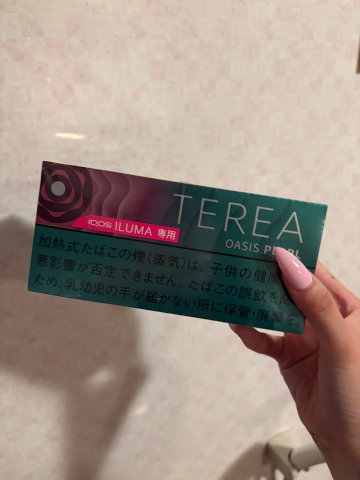 TEREA
IQOS ILUMA 専用
OASIS
加熱式たばこの煙(蒸気)は、子供の健康
悪影響が否定できません。たばこの誤飲を防
ため、乳幼児の手が届かない所に保管・廃棄を